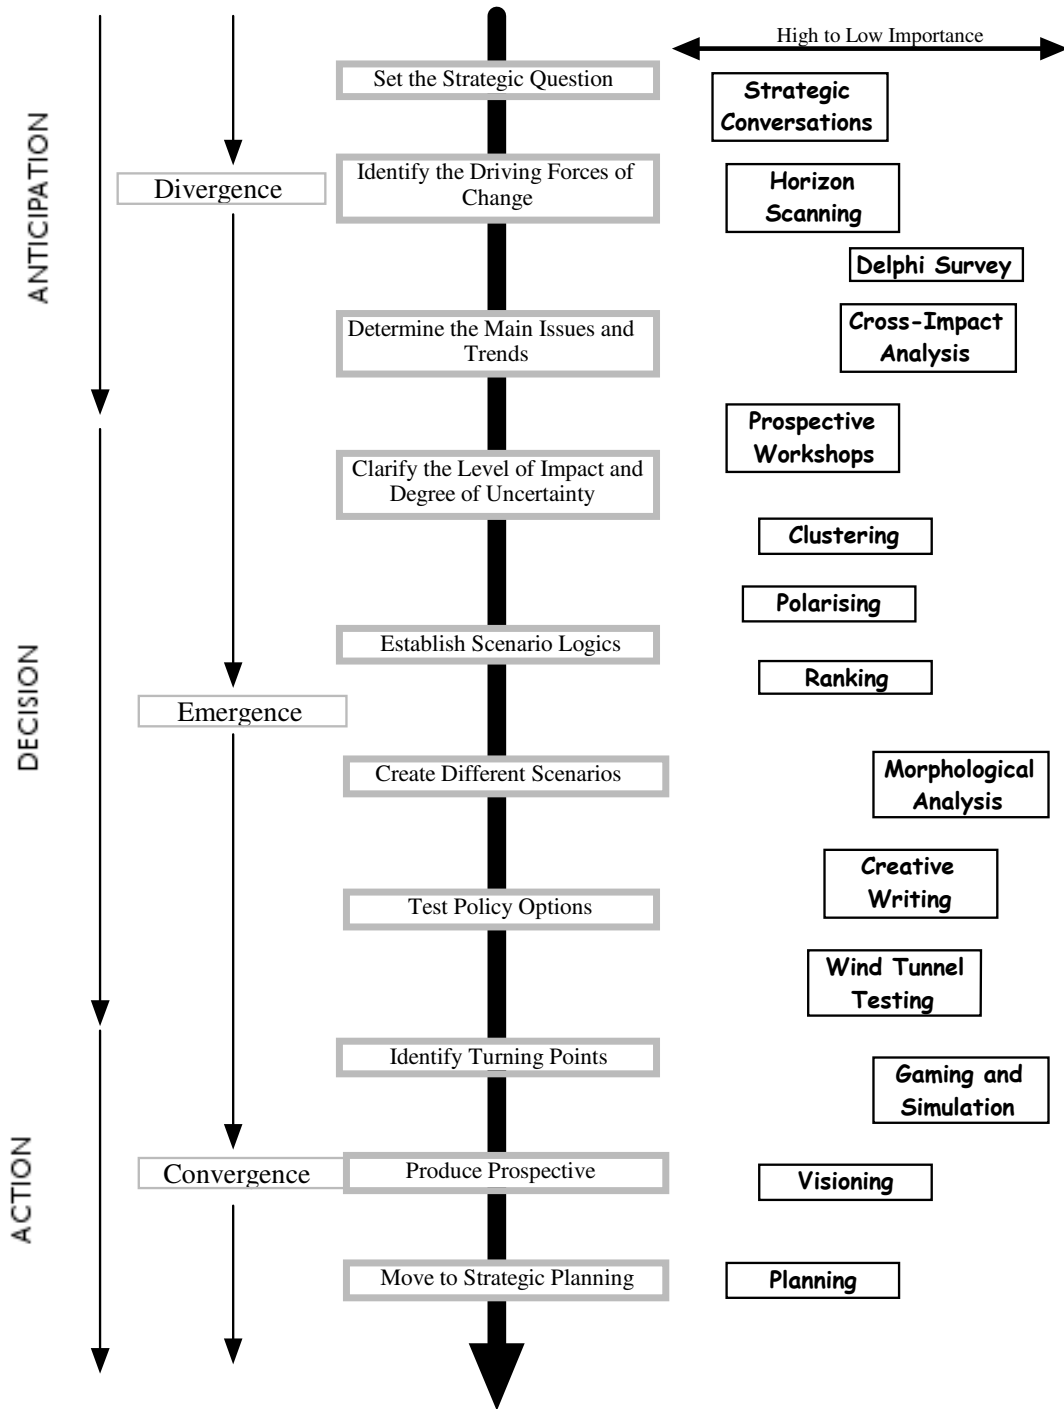 High to Low Importance
Set the Strategic Question
Strategic
Conversations
ANTICIPATION
Divergence
Identify the Driving Forces of
Change
Horizon
Scanning
Delphi Survey
Determine the Main Issues and
Trends
Cross-Impact
Analysis
Prospective
Workshops
Clarify the Level of Impact and
Degree of Uncertainty
Clustering
Polarising
DECISION
Establish Scenario Logics
Ranking
Emergence
Create Different Scenarios
Morphological
Analysis
Creative
Writing
Test Policy Options
Wind Tunnel
Testing
Identify Turning Points
Gaming and
Simulation
ACTION
Convergence
Produce Prospective
Visioning
Move to Strategic Planning
Planning